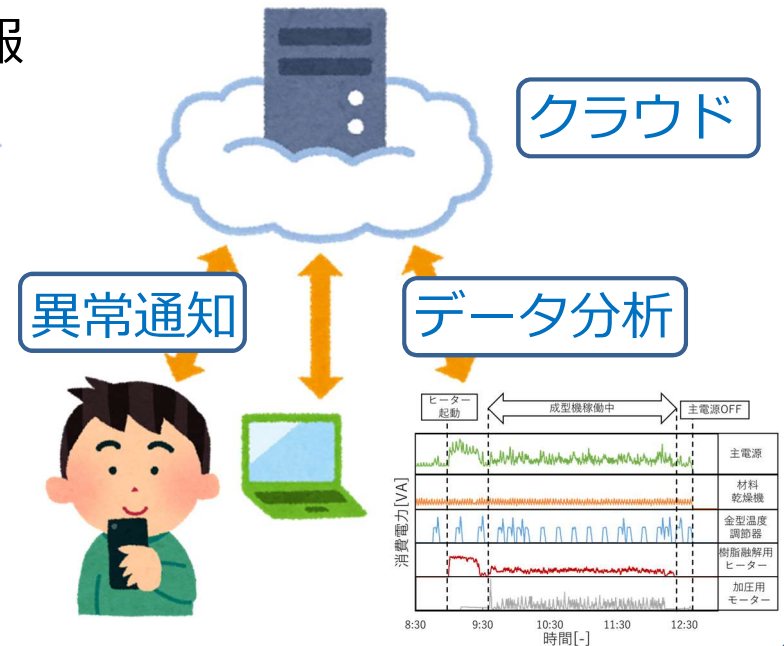 報
クラウド
異常通知
データ分析
ヒーター
起動
成型機稼働中
主電源OFF
消費電力[VA]
主電源
材料
乾燥機
金型温度
調節器
樹脂融解用
ヒーター
加圧用
モーター
8:30 9:30 10:30 11:30 12:30
時間[-]